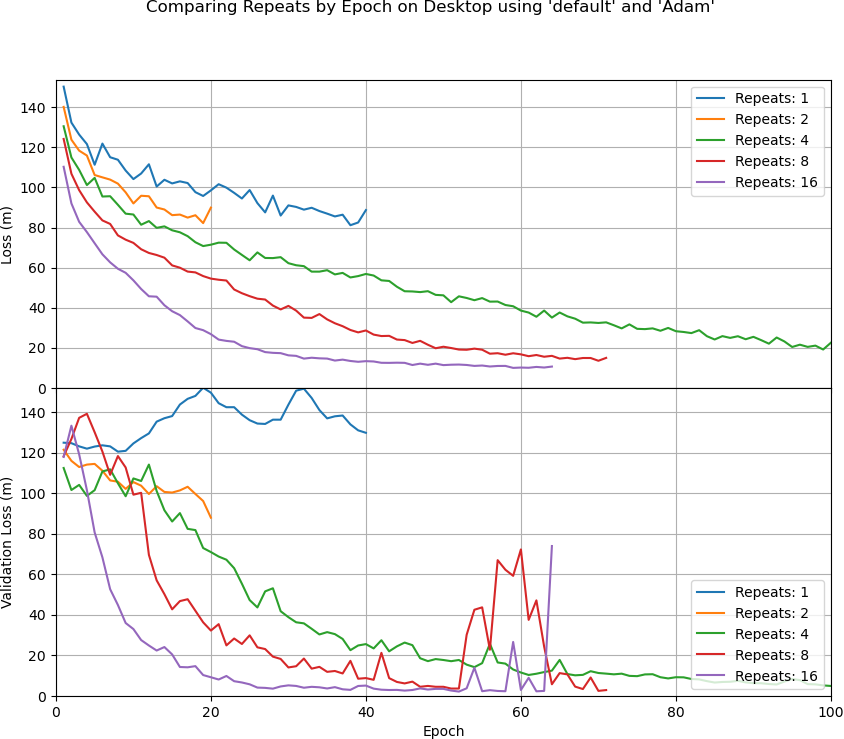 Comparing Repeats by Epoch on Desktop using 'default' and 'Adam'
140
120
100
80
60
40
20
0
Loss (m)
Repeats: 1
Repeats: 2
Repeats: 4
Repeats: 8
Repeats: 16
140
120
100
80
60
40
20
0
Validation Loss (m)
Repeats: 1
Repeats: 2
Repeats: 4
Repeats: 8
Repeats: 16
0 20 40 60 80 100
Epoch